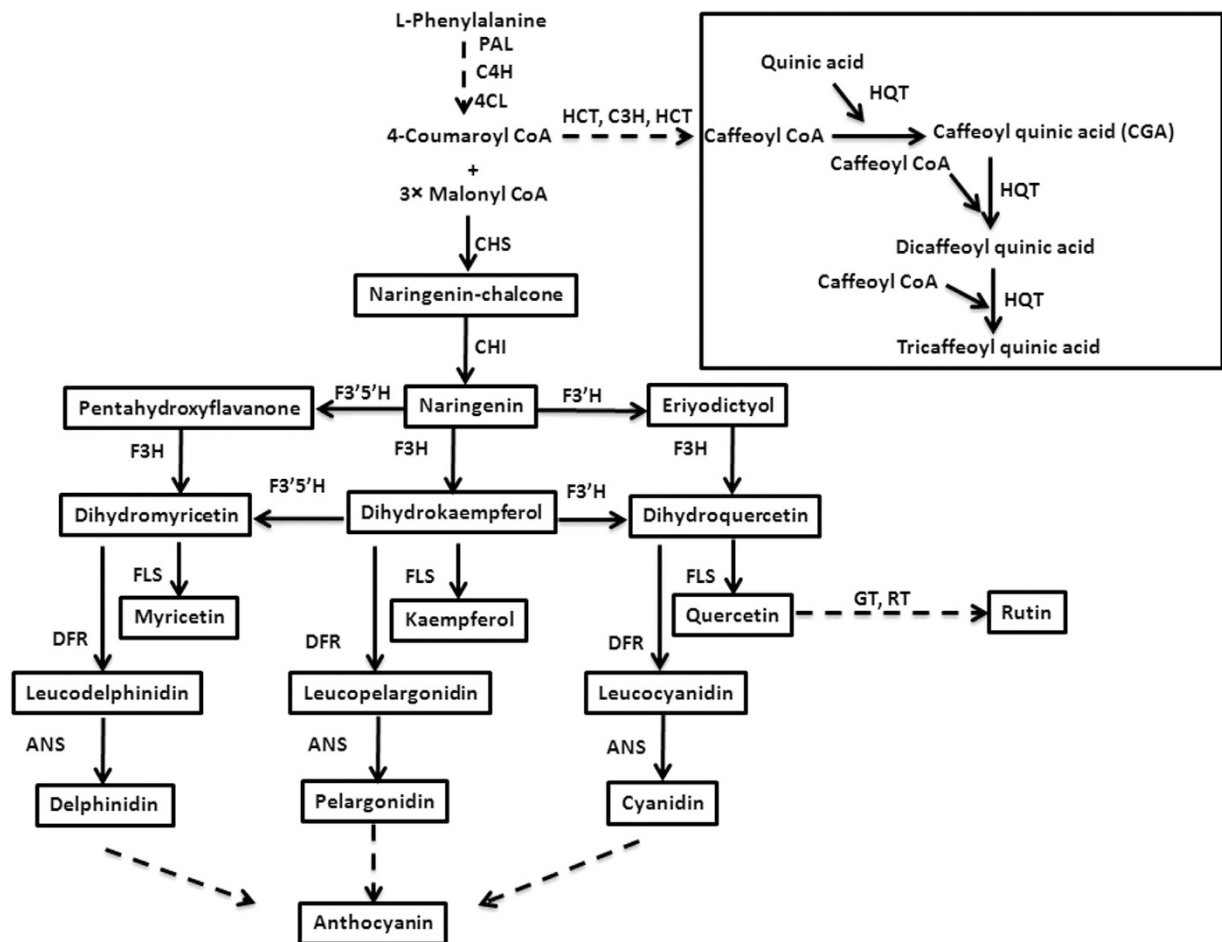 L-Phenylalanine
PAL
C4H
4CL
4-Coumaroyl CoA
+
3× Malonyl CoA
HCT, C3H, HCT
Quinic acid
HQT
Caffeoyl CoA
Caffeoyl quinic acid (CGA)
Caffeoyl CoA
HQT
Dicaffeoyl quinic acid
Caffeoyl CoA
HQT
Tricaffeoyl quinic acid
CHS
Naringenin-chalcone
CHI
Pentahydroxyflavanone
F3’5’H
Naringenin
F3’H
Eriyodictyol
F3H
F3H
F3H
Dihydromyricetin
F3’5’H
Dihydrokaempferol
F3’H
Dihydroquercetin
FLS
FLS
FLS
Myricetin
Kaempferol
Quercetin
GT, RT
Rutin
DFR
DFR
DFR
Leucodelphinidin
Leucopelargonidin
Leucocyanidin
ANS
ANS
ANS
Delphinidin
Pelargonidin
Cyanidin
Anthocyanin